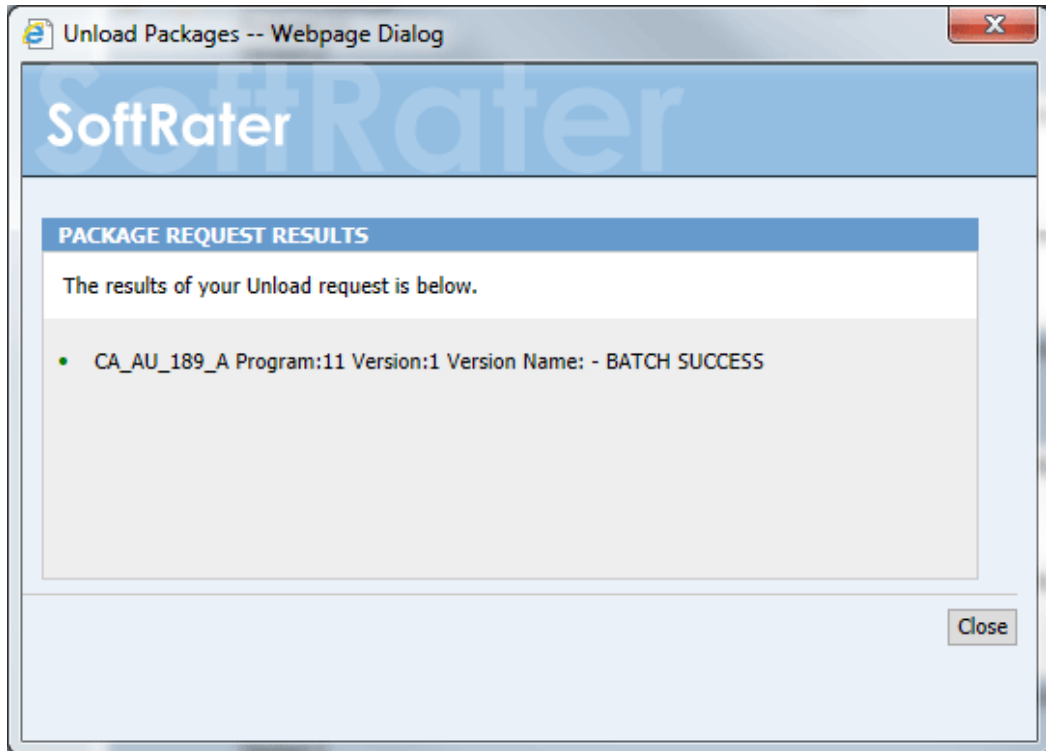 Unload Packages -- Webpage Dialog
X
SoftRater
SoftRater
PACKAGE REQUEST RESULTS
The results of your Unload request is below.
• CA_AU_189_A Program:11 Version:1 Version Name: - BATCH SUCCESS
Close